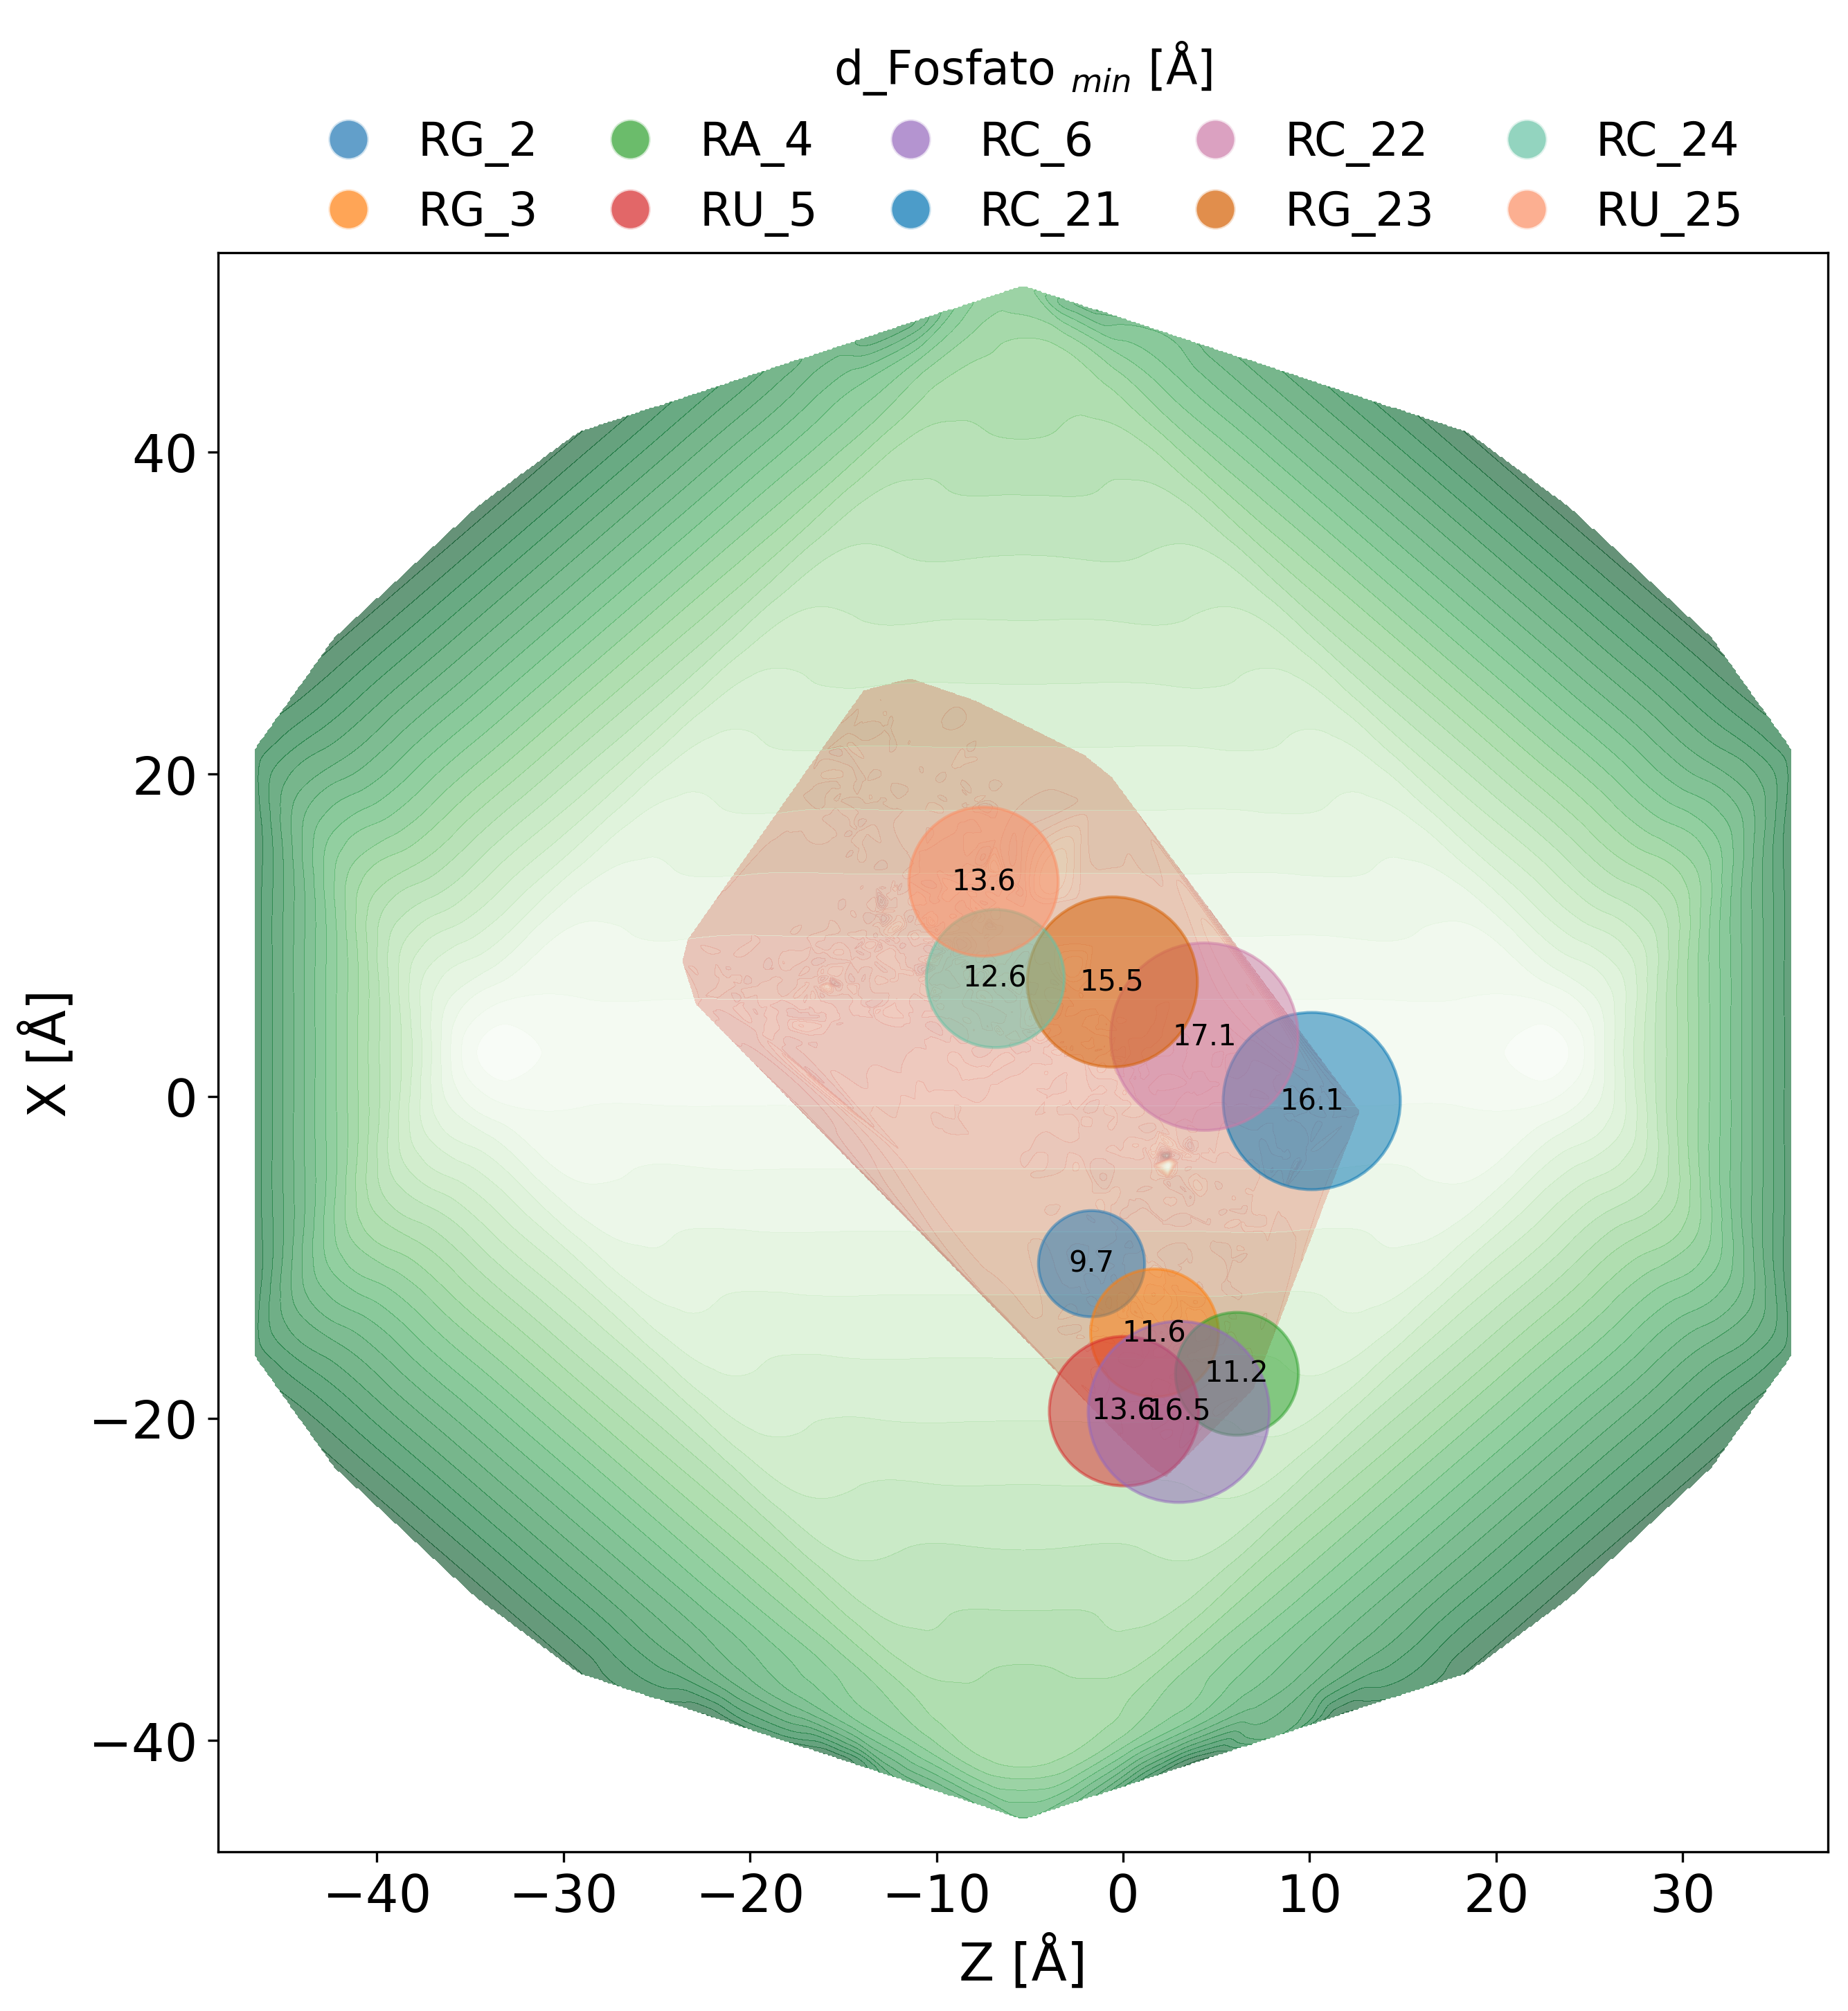 d_Fosfato min [Å]
RG_2 RA_4 RC_6 RC_22 RC_24
RG_3 RU_5 RC_21 RG_23 RU_25
40
20
0
−20
−40
X [Å]
13.6
12.6
15.5
17.1
16.1
9.7
11.6
11.2
13.6
16.5
−40 −30 −20 −10 0 10 20 30
Z [Å]